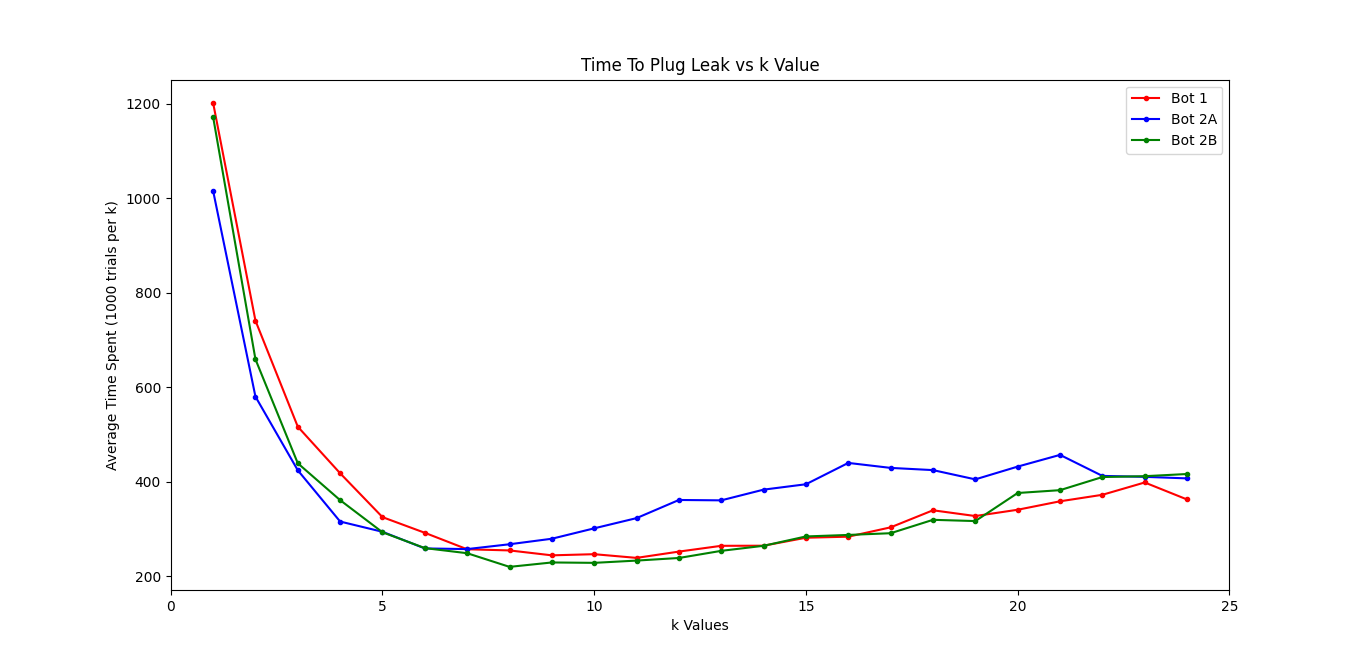 Time To Plug Leak vs k Value
Bot 1
Bot 2A
Bot 2B
Average Time Spent (1000 trials per k)
1200
1000
800
600
400
200
0
5
10
15
20
25
k Values